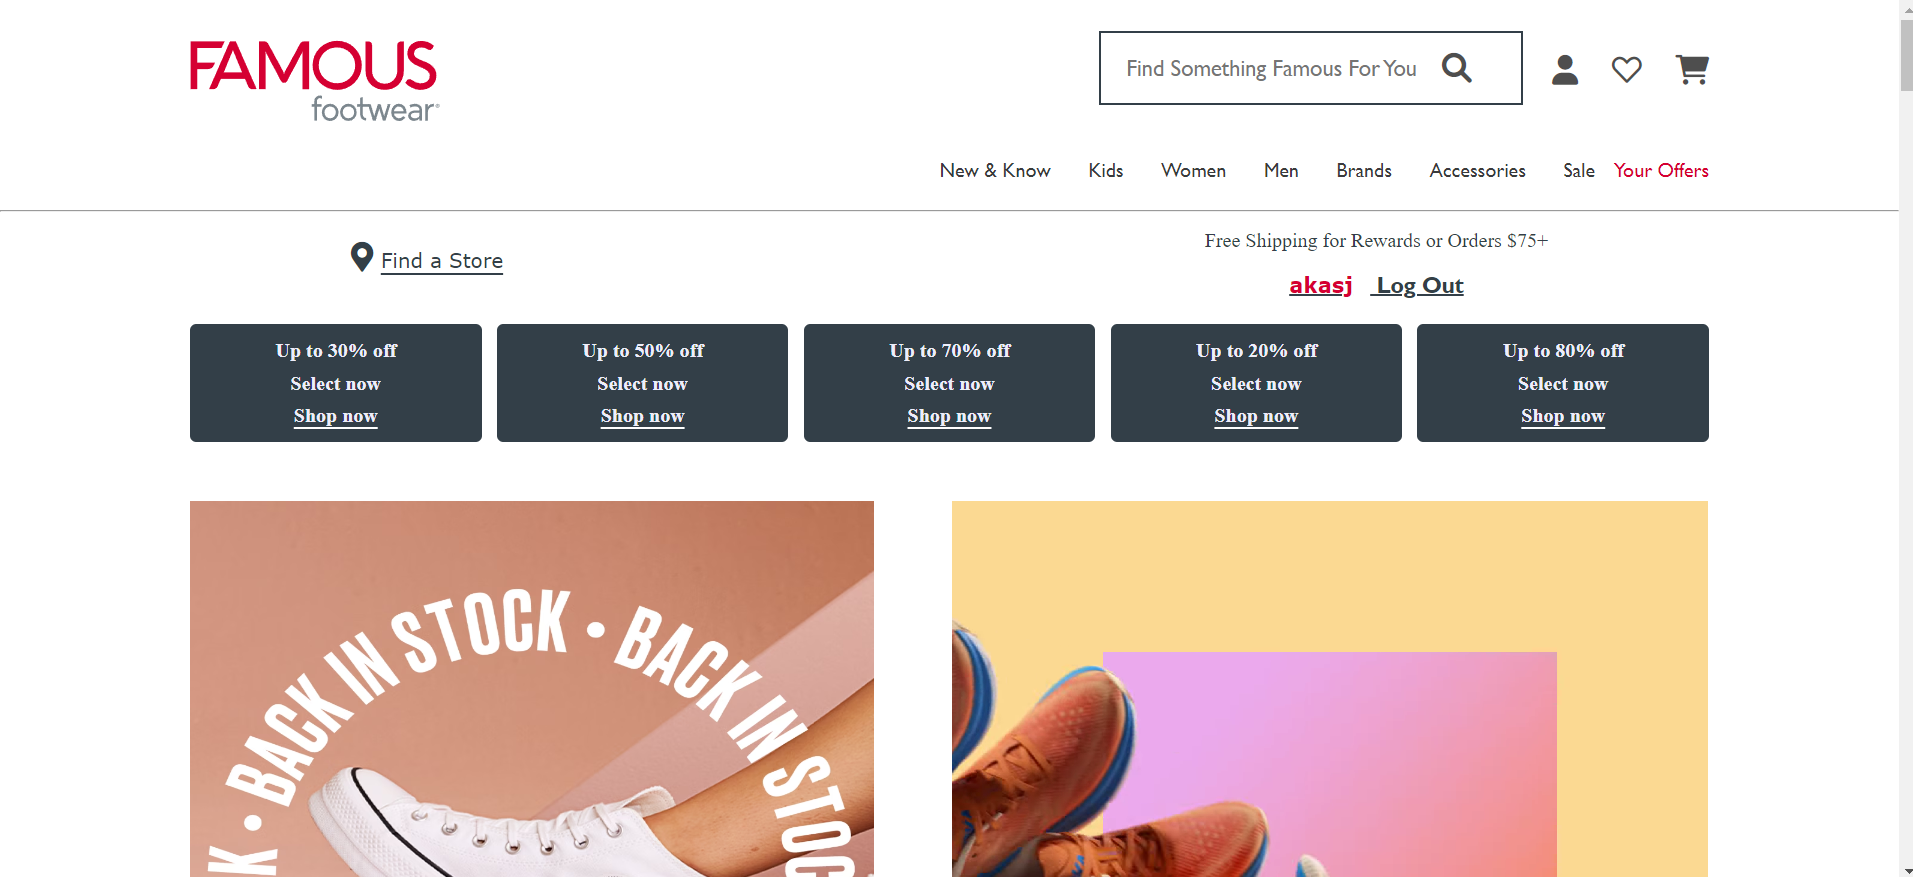 FAMOUS
footwear
Find Something Famous For You
New & Know Kids Women Men Brands Accessories Sale Your Offers
Find a Store
Free Shipping for Rewards or Orders $75+
akasj Log Out
Up to 30% off
Select now
Shop now
Up to 50% off
Select now
Shop now
Up to 70% off
Select now
Shop now
Up to 20% off
Select now
Shop now
Up to 80% off
Select now
Shop now
K • BACK IN STOCK • BACK IN STOC